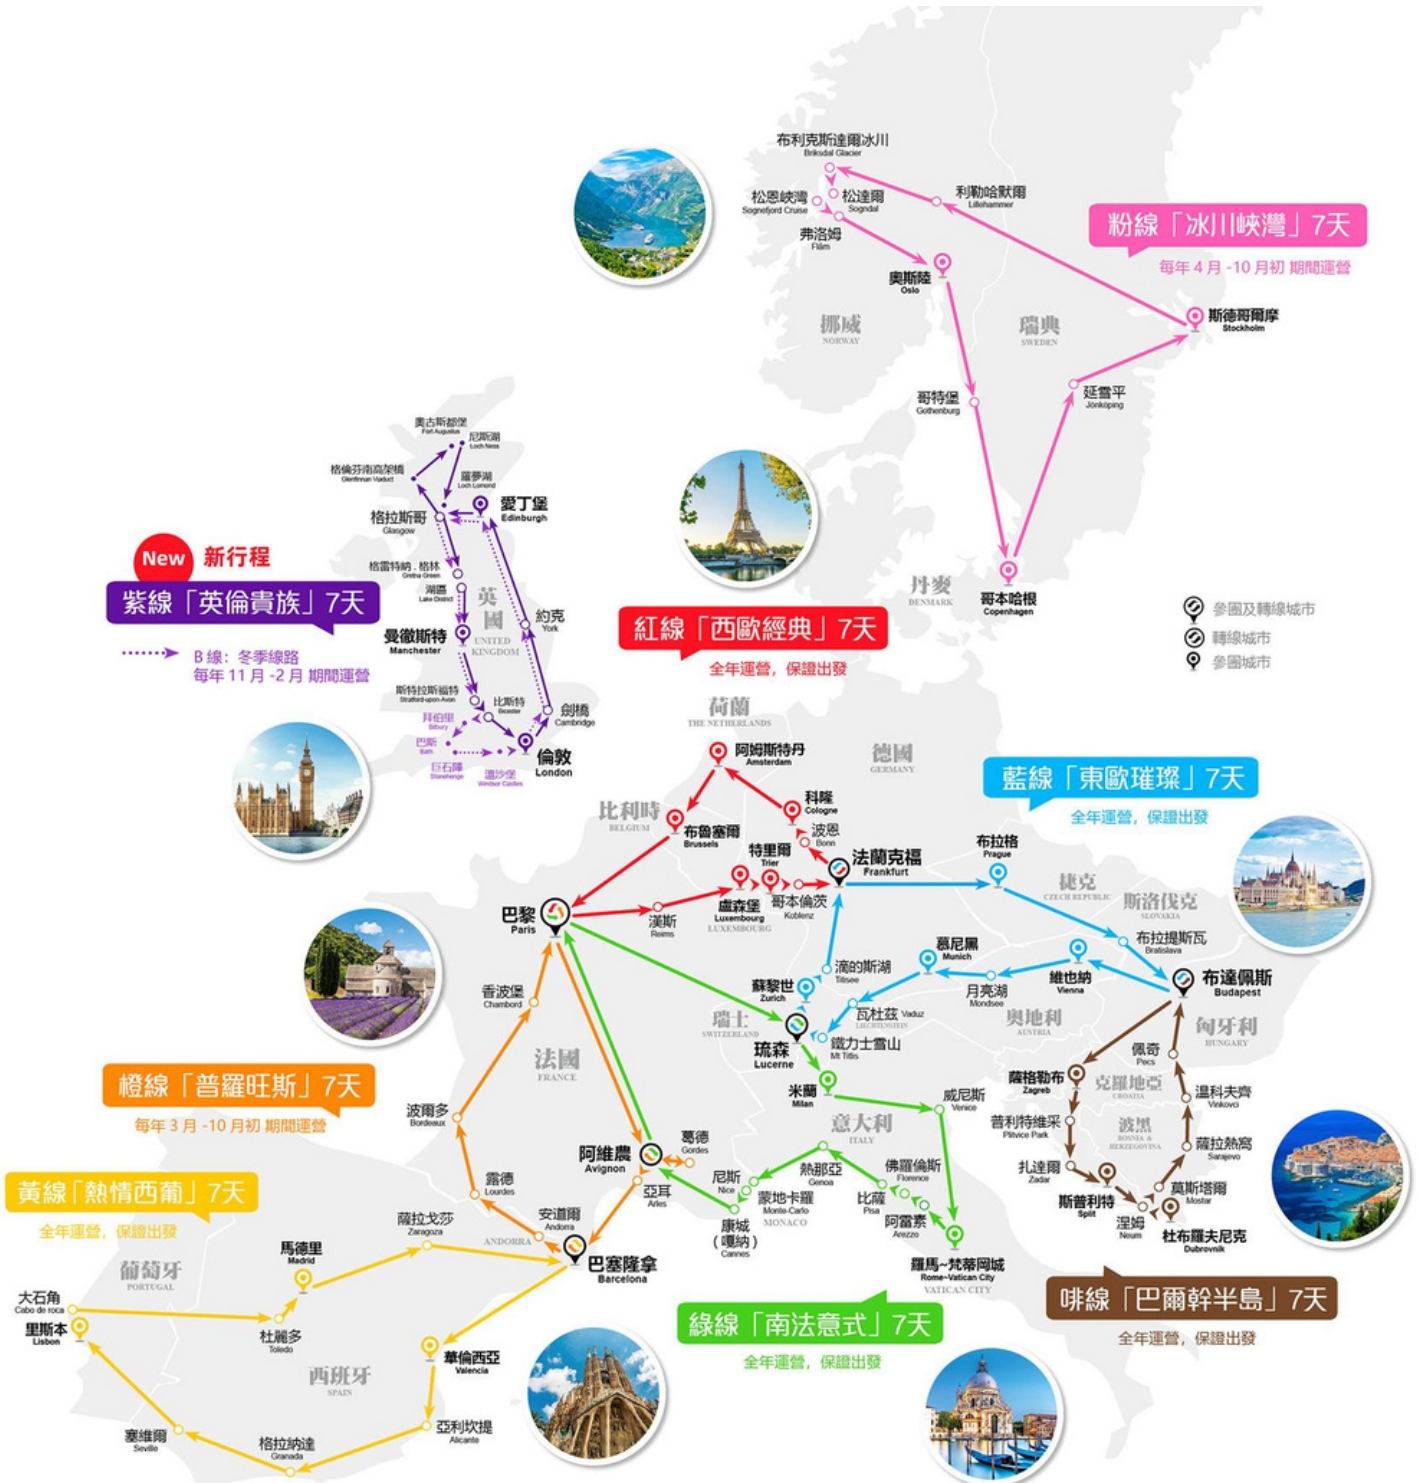 布利克斯達爾冰川
Briksdal Glacier
松恩峽灣
Sognefjord Cruise
松達爾
Sogndal
利勒哈默爾
Lillehammer
弗洛姆
Flåm
粉線「冰川峽灣」7天
每年 4 月 -10 月初 期間運營
奧斯陸
Oslo
挪威
NORWAY
瑞典
SWEDEN
斯德哥爾摩
Stockholm
哥特堡
Gothenburg
延雪平
Jönköping
丹麥
DENMARK
哥本哈根
Copenhagen
奧古斯都堡
Fort Augustus
尼斯湖
Loch Ness
格倫芬南高架橋
Glenfinnan Viaduct
羅夢湖
Loch Lomond
愛丁堡
Edinburgh
格拉斯哥
Glasgow
New 新行程
紫線「英倫貴族」7天
B 線：冬季線路
每年 11 月 -2 月 期間運營
格雷特納 . 格林
Gretna Green
湖區
Lake District
英國
UNITED KINGDOM
約克
York
曼徹斯特
Manchester
斯特拉斯福特
Stratford-upon-Avon
比斯特
Bicester
劍橋
Cambridge
拜伯里
Bilbury
巴斯
Bath
巨石陣
Stonehenge
溫沙堡
Windsor Castles
倫敦
London
參團及轉線城市
轉線城市
參團城市
紅線「西歐經典」7天
全年運營，保證出發
荷蘭
THE NETHERLANDS
阿姆斯特丹
Amsterdam
德國
GERMANY
科隆
Cologne
波恩
Bonn
比利時
BELGIUM
布魯塞爾
Brussels
特里爾
Trier
法蘭克福
Frankfurt
盧森堡
Luxembourg
LUXEMBOURG
哥本倫茨
Koblenz
漢斯
Reims
巴黎
Paris
藍線「東歐璀璨」7天
全年運營，保證出發
布拉格
Prague
捷克
CZECH REPUBLIC
斯洛伐克
SLOVAKIA
布拉提斯瓦
Bratislava
慕尼黑
Munich
維也納
Vienna
布達佩斯
Budapest
滴的斯湖
Titisee
月亮湖
Mondsee
蘇黎世
Zurich
瓦杜茲 Vaduz
LIECHTENSTEIN
瑞士
SWITZERLAND
鐵力士雪山
Mt Titlis
琉森
Lucerne
奧地利
AUSTRIA
匈牙利
HUNGARY
香波堡
Chambord
法國
FRANCE
橙線「普羅旺斯」7天
每年 3 月 -10 月初 期間運營
波爾多
Bordeaux
阿維農
Avignon
葛德
Gordes
亞耳
Arles
露德
Lourdes
安道爾
Andorra
ANDORRA
巴塞隆拿
Barcelona
米蘭
Milan
威尼斯
Venice
意大利
ITALY
熱那亞
Genoa
尼斯
Nice
蒙地卡羅
Monte-Carlo
MONACO
康城
（嘎納）
Cannes
佛羅倫斯
Florence
比薩
Pisa
阿雷素
Arezzo
羅馬~梵蒂岡城
Rome~Vatican City
VATICAN CITY
綠線「南法意式」7天
全年運營，保證出發
佩奇
Pecs
薩格勒布
Zagreb
克羅地亞
CROATIA
溫科夫齊
Vinkovci
普利特維采
Plitvice Park
波黑
BOSNIA & HERZEGOVINA
薩拉熱窩
Sarajevo
扎達爾
Zadar
斯普利特
Split
莫斯塔爾
Mostar
涅姆
Neum
杜布羅夫尼克
Dubrovnik
啡線「巴爾幹半島」7天
全年運營，保證出發
黃線「熱情西葡」7天
全年運營，保證出發
薩拉戈莎
Zaragoza
馬德里
Madrid
葡萄牙
PORTUGAL
大石角
Cabo de roca
里斯本
Lisbon
杜麗多
Toledo
華倫西亞
Valencia
西班牙
SPAIN
亞利坎提
Alicante
塞維爾
Seville
格拉納達
Granada